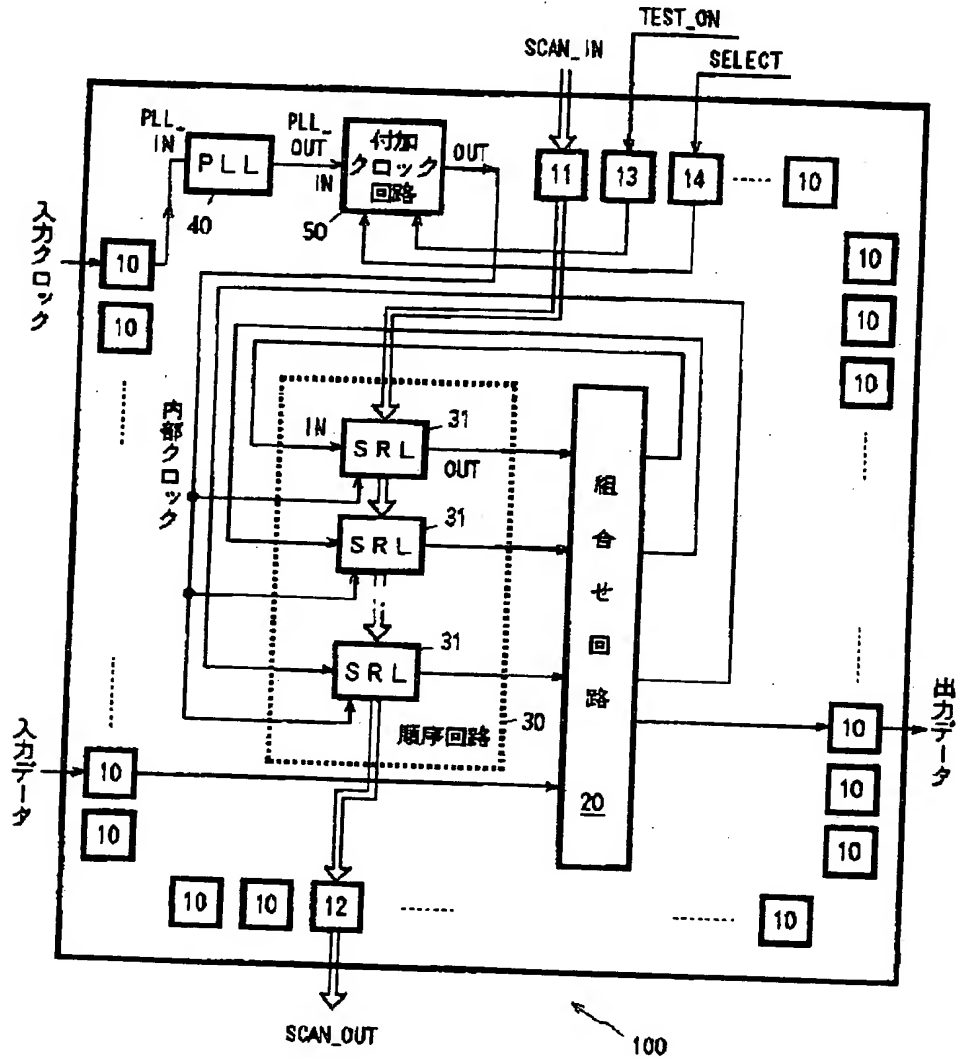 TEST_ON
SCAN_IN
SELECT
PLL_
IN
PLL
40
PLL_
OUT
IN
付加
クロック
回路
50
OUT
11
13
14
10
入力クロック
10
10
10
10
10
内部クロック
IN
SRL
31
OUT
SRL
31
SRL
31
順序回路
30
組合せ回路
20
入力データ
10
10
10
出力データ
10
10
10
10
12
10
SCAN_OUT
100